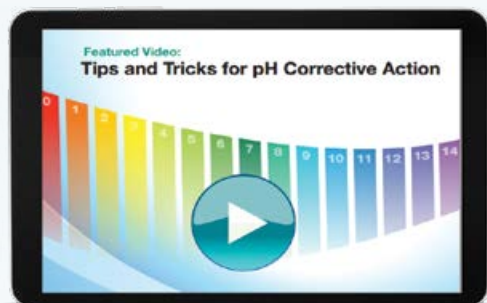 Featured Video:
Tips and Tricks for pH Corrective Action
0 1 2 3 4 5 6 7 8 9 10 11 12 13 14